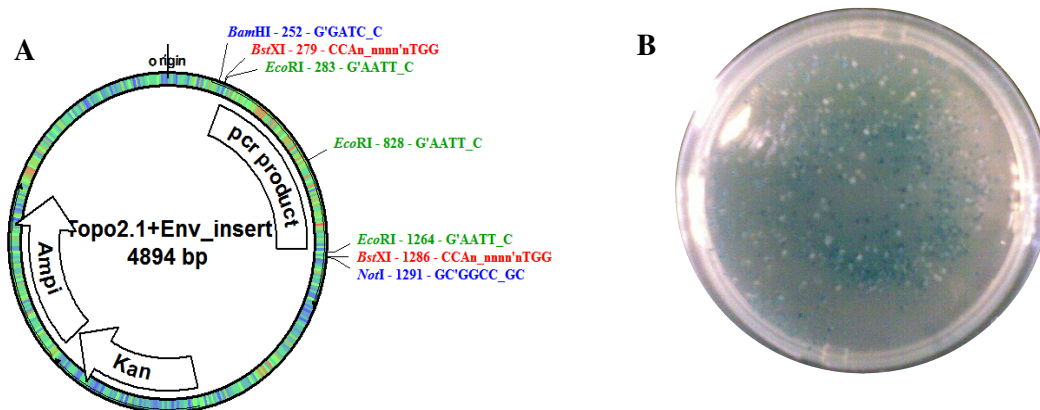 A
B
origin
BamHI - 252 - G'GATC_C
BstXI - 279 - CCAn_nnnn'nTGG
EcoRI - 283 - G'AATT_C
pcr product
EcoRI - 828 - G'AATT_C
Topo2.1+Env_insert
4894 bp
EcoRI - 1264 - G'AATT_C
BstXI - 1286 - CCAn_nnnn'nTGG
NotI - 1291 - GC'GGCC_GC
Ampi
Kan